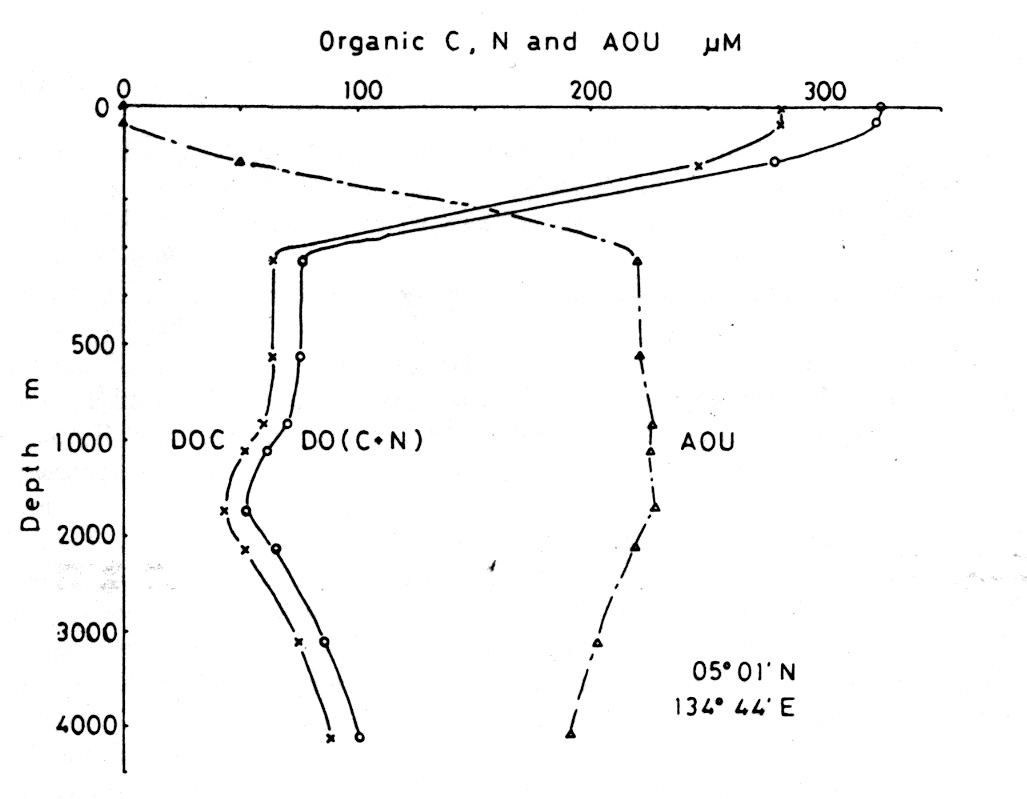 Organic C, N and AOU μM
0 100 200 300
0
500
1000
2000
3000
4000
Depth m
DOC
DO(C+N)
AOU
05° 01' N
134° 44' E